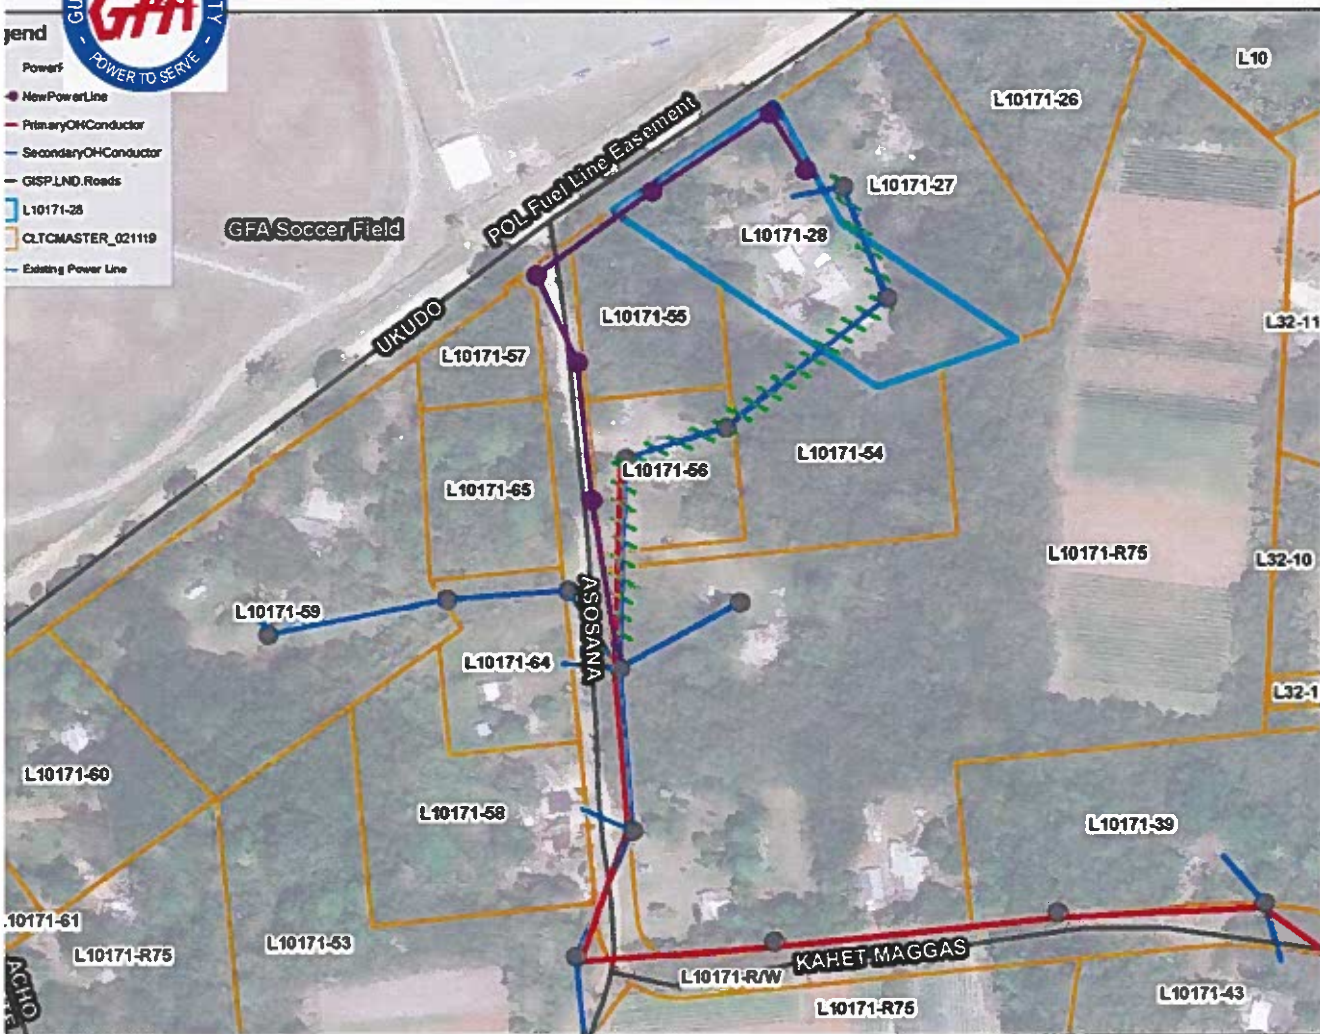 GPA
POWER TO SERVE
PowerP
NewPowerLine
PrimaryOHConductor
SecondaryOHConductor
GISP.LND.Roads
L10171-28
CLTCMASTER_021119
Existing Power Line
L10
L10171-26
POL Fuel Line Easement
L10171-27
GFA Soccer Field
L10171-28
L10171-55
L32-11
UKUDO
L10171-57
L10171-54
L10171-56
L10171-65
L10171-R75
L32-10
L10171-59
ASOSANA
L10171-64
L32-1
L10171-60
L10171-58
L10171-39
10171-61
L10171-53
L10171-R75
KAHET MAGGAS
L10171-R/W
L10171-43
L10171-R75
ACHO